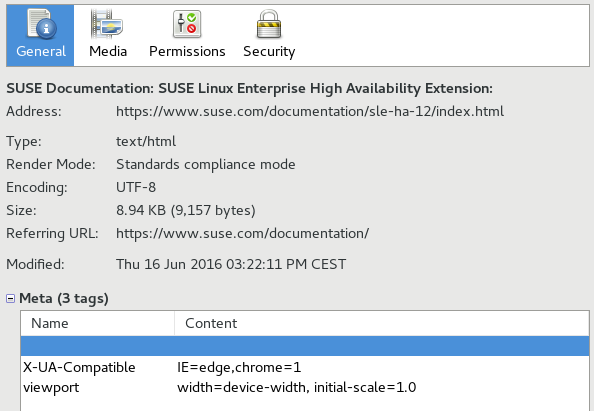 General Media Permissions Security
SUSE Documentation: SUSE Linux Enterprise High Availability Extension:
Address: https://www.suse.com/documentation/sle-ha-12/index.html
Type: text/html
Render Mode: Standards compliance mode
Encoding: UTF-8
Size: 8.94 KB (9,157 bytes)
Referring URL: https://www.suse.com/documentation/
Modified: Thu 16 Jun 2016 03:22:11 PM CEST
Meta (3 tags)
Name Content
X-UA-Compatible IE=edge,chrome=1
viewport width=device-width, initial-scale=1.0